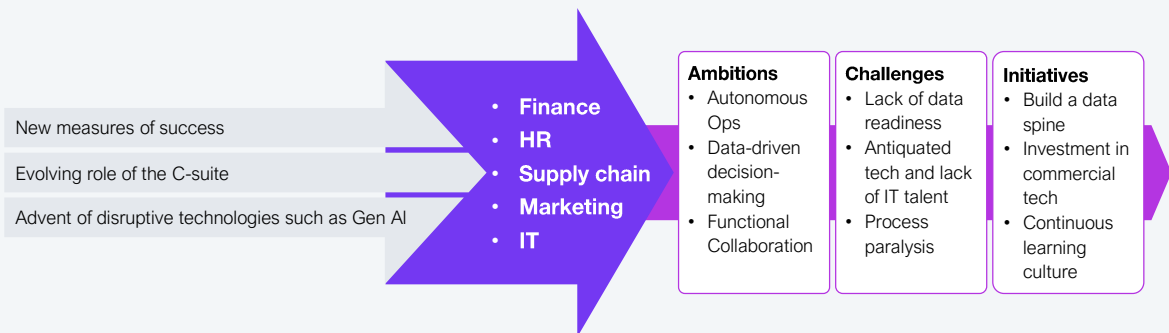 New measures of success
Evolving role of the C-suite
Advent of disruptive technologies such as Gen AI
• Finance
• HR
• Supply chain
• Marketing
• IT
Ambitions
• Autonomous
Ops
• Data-driven
decision-
making
• Functional
Collaboration
Challenges
• Lack of data
readiness
• Antiquated
tech and lack
of IT talent
• Process
paralysis
Initiatives
• Build a data
spine
• Investment in
commercial
tech
• Continuous
learning
culture